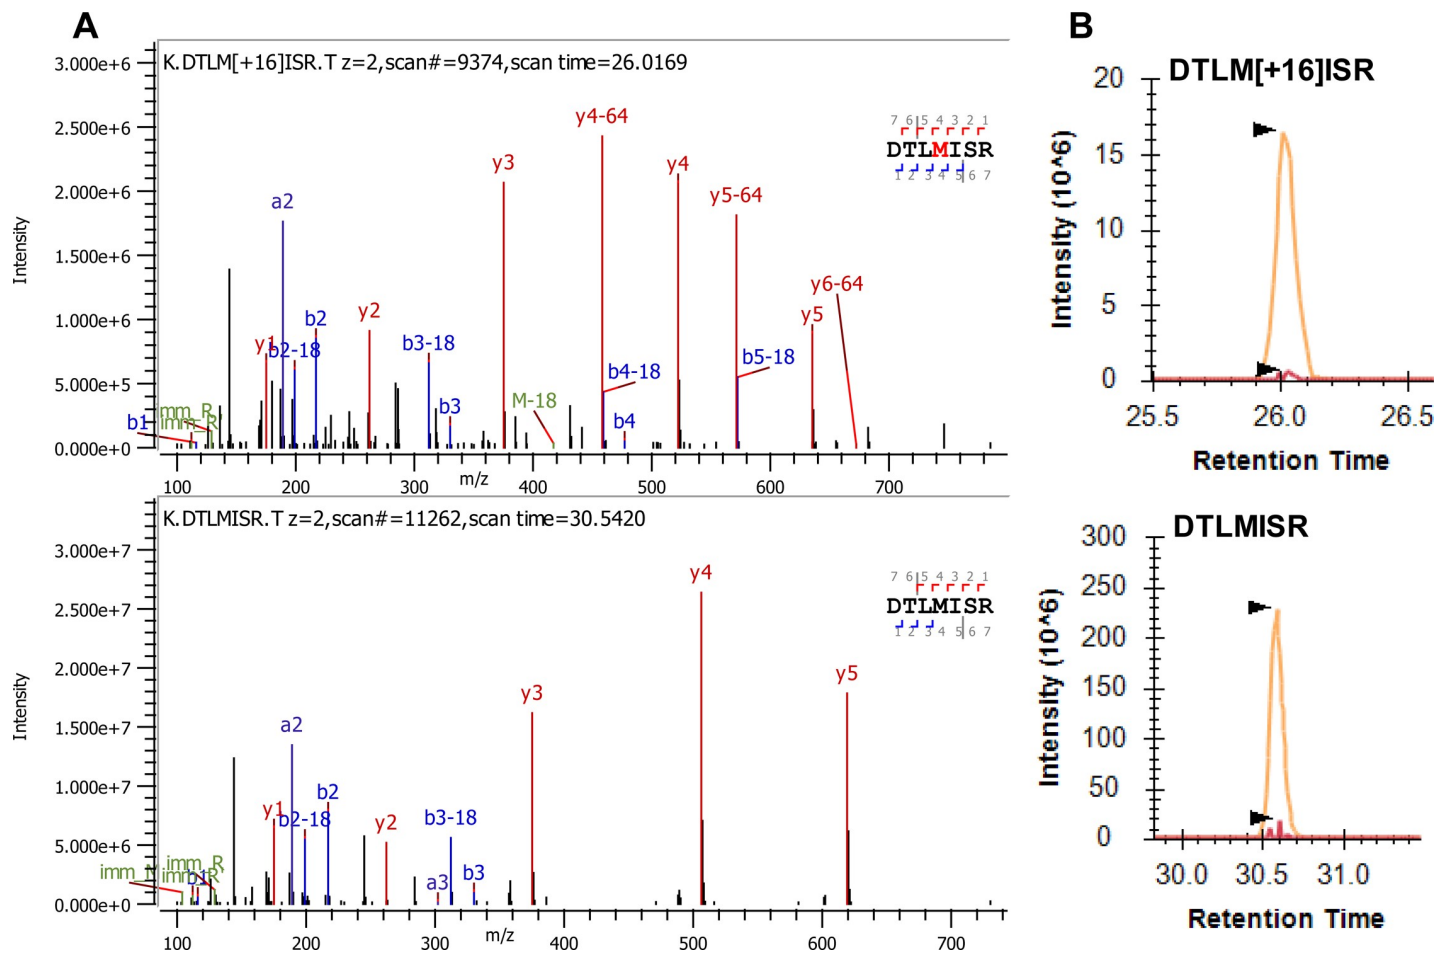 A
K.DTLM[+16]ISR.T z=2,scan#=9374,scan time=26.0169
Intensity
3.000e+6
2.500e+6
2.000e+6
1.500e+6
1.000e+6
5.000e+5
0.000e+0
7 6 5 4 3 2 1
DTLMISR
1 2 3 4 5 6 7
b1
imm_R
imm_R
y1
b2-18
a2
b2
y2
b3-18
b3
y3
M-18
y4-64
b4-18
b4
y4
y5-64
b5-18
y5
y6-64
100 200 300 400 500 600 700
m/z
K.DTLMISR.T z=2,scan#=11262,scan time=30.5420
Intensity
3.000e+7
2.500e+7
2.000e+7
1.500e+7
1.000e+7
5.000e+6
0.000e+0
7 6 5 4 3 2 1
DTLMISR
1 2 3 4 5 6 7
b1
imm_R
imm_R
y1
b2-18
a2
b2
y2
b3-18
a3
b3
y3
y4
y5
100 200 300 400 500 600 700
m/z
B
DTLM[+16]ISR
Intensity (10^6)
20
15
10
5
0
25.5 26.0 26.5
Retention Time
DTLMISR
Intensity (10^6)
300
250
200
150
100
50
0
30.0 30.5 31.0
Retention Time